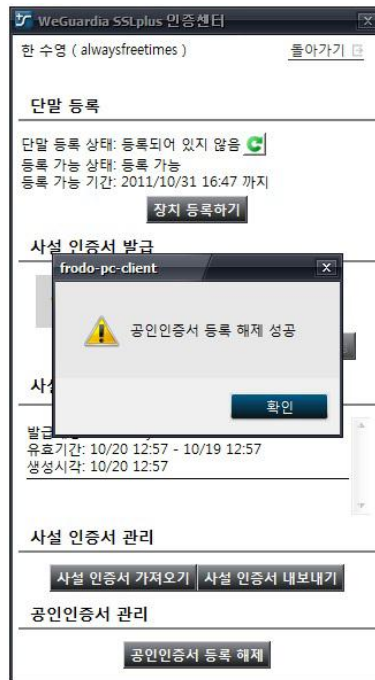 WeGuardia SSLplus 인증센터
한 수영 ( alwaysfreetimes ) 돌아가기
단말 등록
단말 등록 상태: 등록되어 있지 않음
등록 가능 상태: 등록 가능
등록 가능 기간: 2011/10/31 16:47 까지
장치 등록하기
사설 인증서 발급
frodo-pc-client
공인인증서 등록 해제 성공
확인
유효기간: 10/20 12:57 - 10/19 12:57
생성시각: 10/20 12:57
사설 인증서 관리
사설 인증서 가져오기 사설 인증서 내보내기
공인인증서 관리
공인인증서 등록 해제